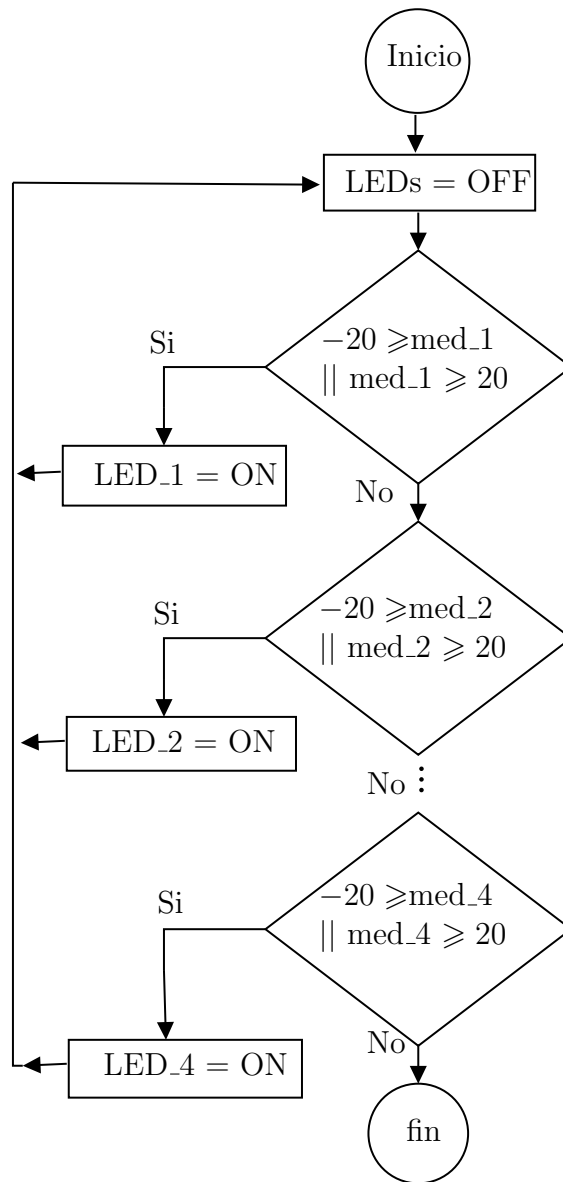 Inicio
LEDs = OFF
−20 ⩾med_1
|| med_1 ⩾ 20
Si
LED_1 = ON
No
−20 ⩾med_2
|| med_2 ⩾ 20
Si
LED_2 = ON
No ⋮
−20 ⩾med_4
|| med_4 ⩾ 20
Si
LED_4 = ON
No
fin